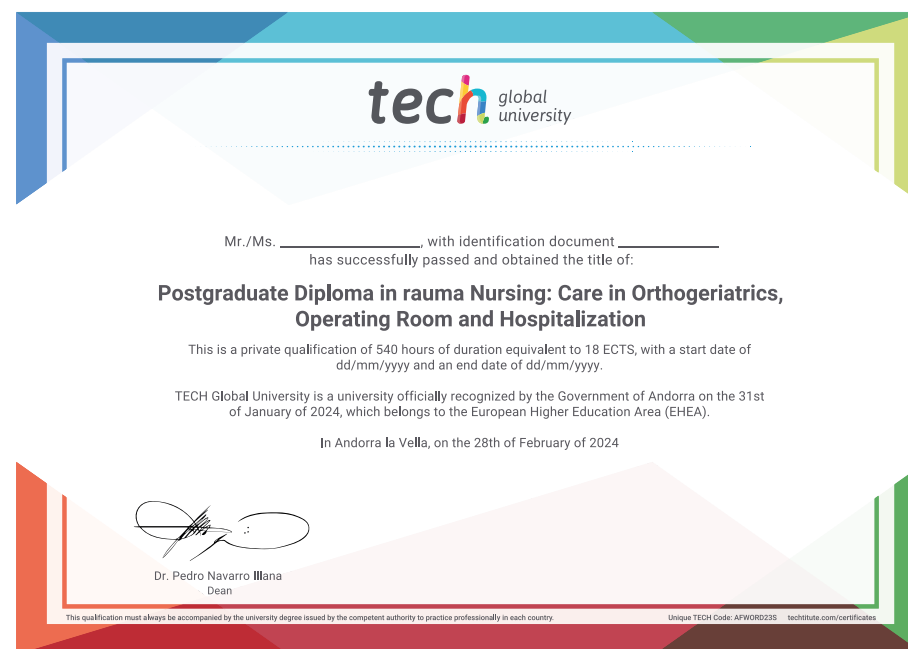 tech global
university
Mr./Ms. ____________________, with identification document ______________
has successfully passed and obtained the title of:
Postgraduate Diploma in rauma Nursing: Care in Orthogeriatrics,
Operating Room and Hospitalization
This is a private qualification of 540 hours of duration equivalent to 18 ECTS, with a start date of
dd/mm/yyyy and an end date of dd/mm/yyyy.
TECH Global University is a university officially recognized by the Government of Andorra on the 31st
of January of 2024, which belongs to the European Higher Education Area (EHEA).
In Andorra la Vella, on the 28th of February of 2024
Dr. Pedro Navarro Illana
Dean
This qualification must always be accompanied by the university degree issued by the competent authority to practice professionally in each country.
Unique TECH Code: AFWORD23S techtitute.com/certificates